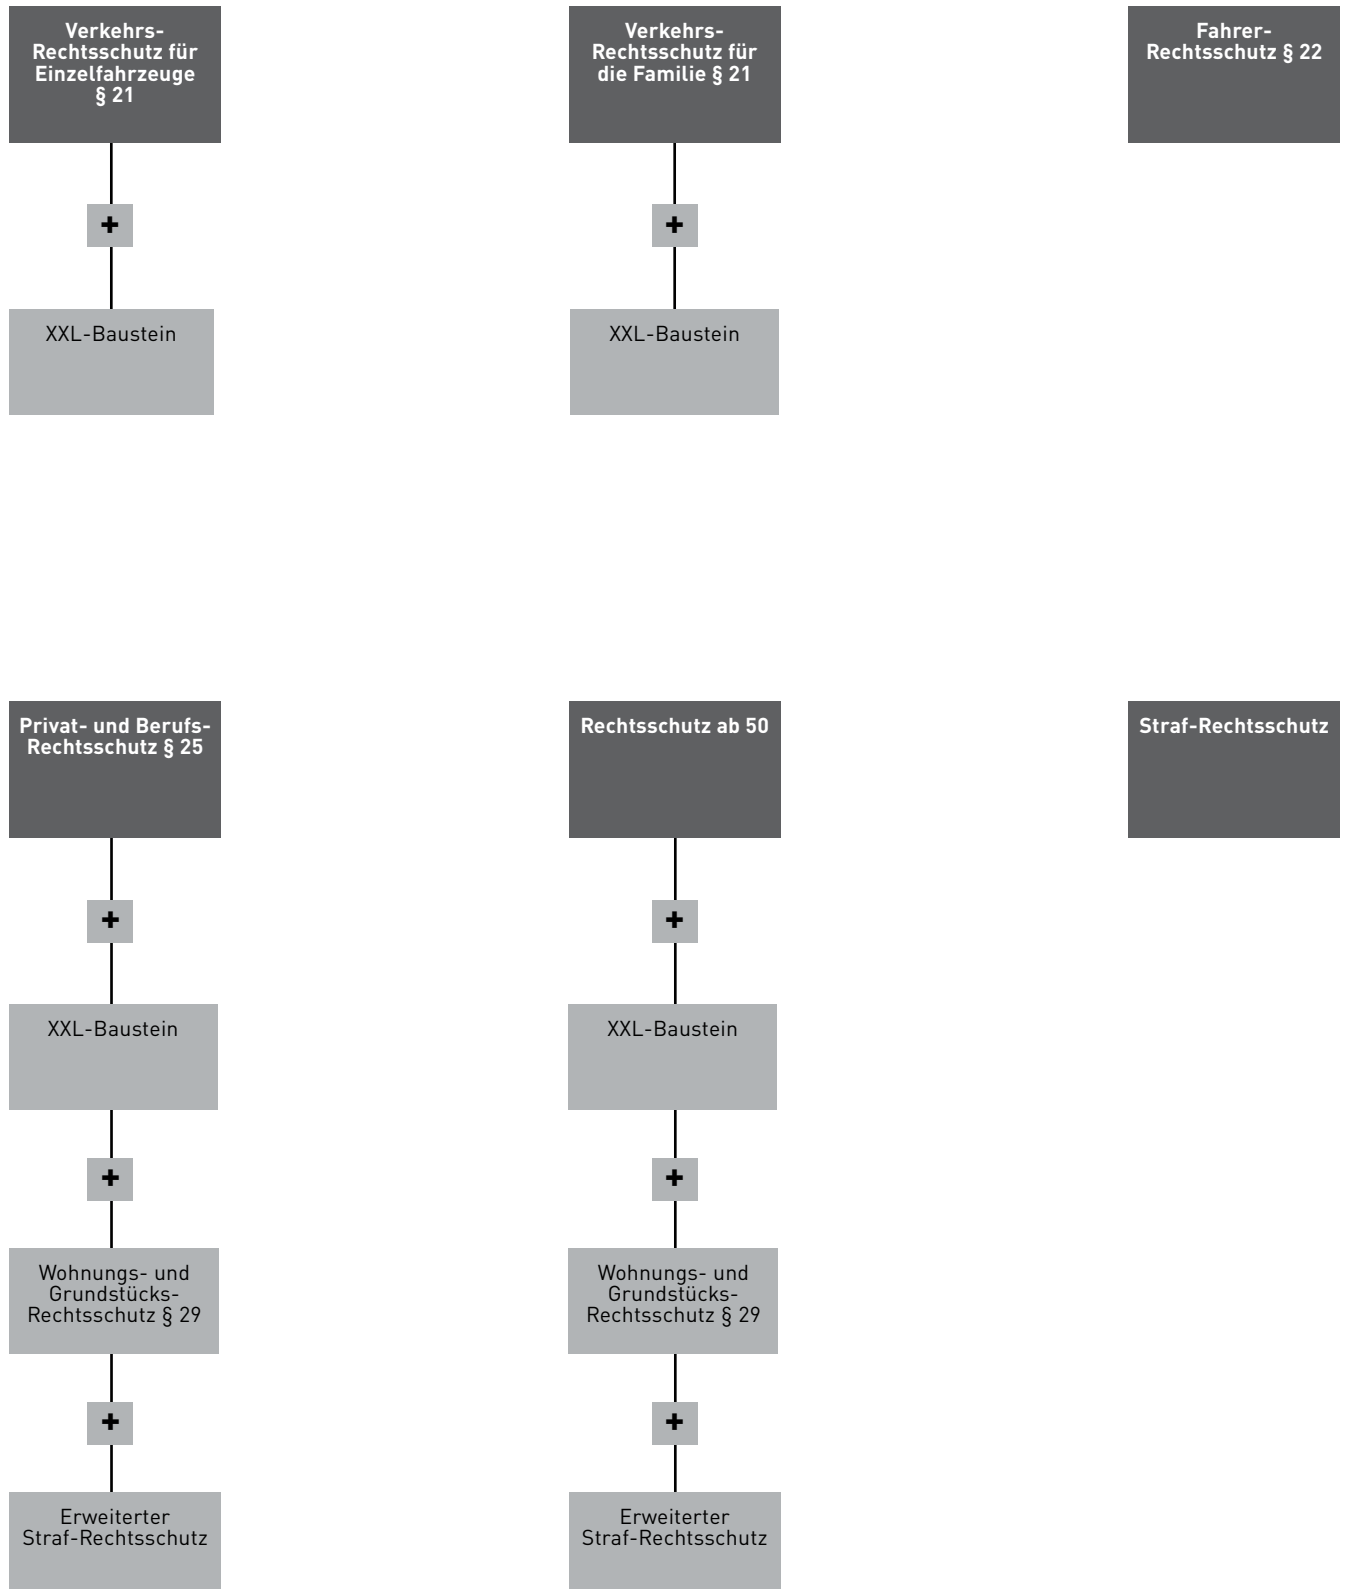 Verkehrs-
Rechtsschutz für
Einzelfahrzeuge
§ 21
Verkehrs-
Rechtsschutz für
die Familie § 21
Fahrer-
Rechtsschutz § 22
+
+
XXL-Baustein
XXL-Baustein
Privat- und Berufs-
Rechtsschutz § 25
Rechtsschutz ab 50
Straf-Rechtsschutz
+
+
XXL-Baustein
XXL-Baustein
+
+
Wohnungs- und
Grundstücks-
Rechtsschutz § 29
Wohnungs- und
Grundstücks-
Rechtsschutz § 29
+
+
Erweiterter
Straf-Rechtsschutz
Erweiterter
Straf-Rechtsschutz